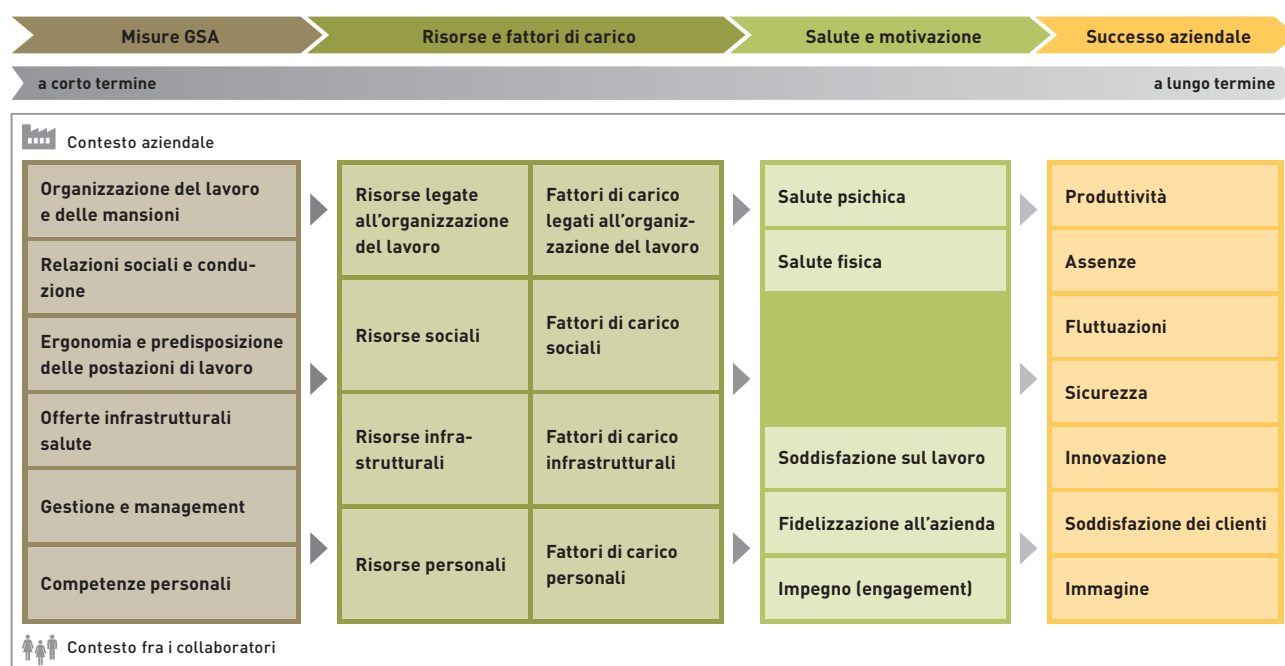 Misure GSA
Risorse e fattori di carico
Salute e motivazione
Successo aziendale
a corto termine
a lungo termine
Contesto aziendale
Organizzazione del lavoro
e delle mansioni
Relazioni sociali e condu-
zione
Ergonomia e predisposizione
delle postazioni di lavoro
Offerte infrastrutturali
salute
Gestione e management
Competenze personali
Risorse legate
all’organizzazione
del lavoro
Fattori di carico
legati all’organiz-
zazione del lavoro
Risorse sociali
Fattori di carico
sociali
Risorse infra-
strutturali
Fattori di carico
infrastrutturali
Risorse personali
Fattori di carico
personali
Salute psichica
Salute fisica
Soddisfazione sul lavoro
Fidelizzazione all’azienda
Impegno (engagement)
Produttività
Assenze
Fluttuazioni
Sicurezza
Innovazione
Soddisfazione dei clienti
Immagine
Contesto fra i collaboratori